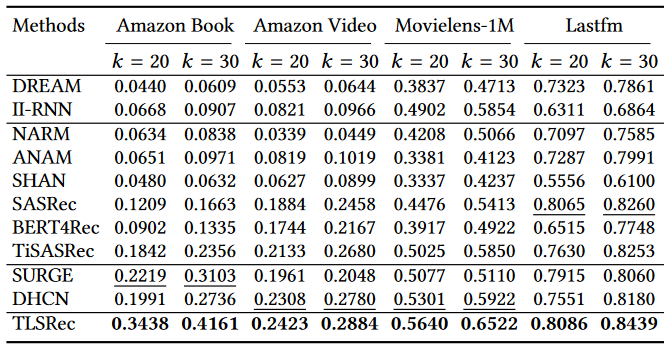 Methods Amazon Book Amazon Video Movielens-1M Lastfm
k = 20 k = 30 k = 20 k = 30 k = 20 k = 30 k = 20 k = 30
DREAM 0.0440 0.0609 0.0553 0.0644 0.3837 0.4713 0.7323 0.7861
II-RNN 0.0668 0.0907 0.0821 0.0966 0.4902 0.5854 0.6311 0.6864
NARM 0.0634 0.0838 0.0339 0.0449 0.4208 0.5066 0.7097 0.7585
ANAM 0.0651 0.0971 0.0819 0.1019 0.3381 0.4123 0.7287 0.7991
SHAN 0.0480 0.0632 0.0627 0.0899 0.3337 0.4237 0.5556 0.6100
SASRec 0.1209 0.1663 0.1884 0.2458 0.4476 0.5413 0.8065 0.8260
BERT4Rec 0.0902 0.1335 0.1744 0.2167 0.3917 0.4922 0.6515 0.7748
TiSASRec 0.1842 0.2356 0.2133 0.2680 0.5025 0.5850 0.7630 0.8253
SURGE 0.2219 0.3103 0.1961 0.2048 0.5077 0.5110 0.7915 0.8060
DHCN 0.1991 0.2736 0.2308 0.2780 0.5301 0.5922 0.7551 0.8180
TLSRec 0.3438 0.4161 0.2423 0.2884 0.5640 0.6522 0.8086 0.8439